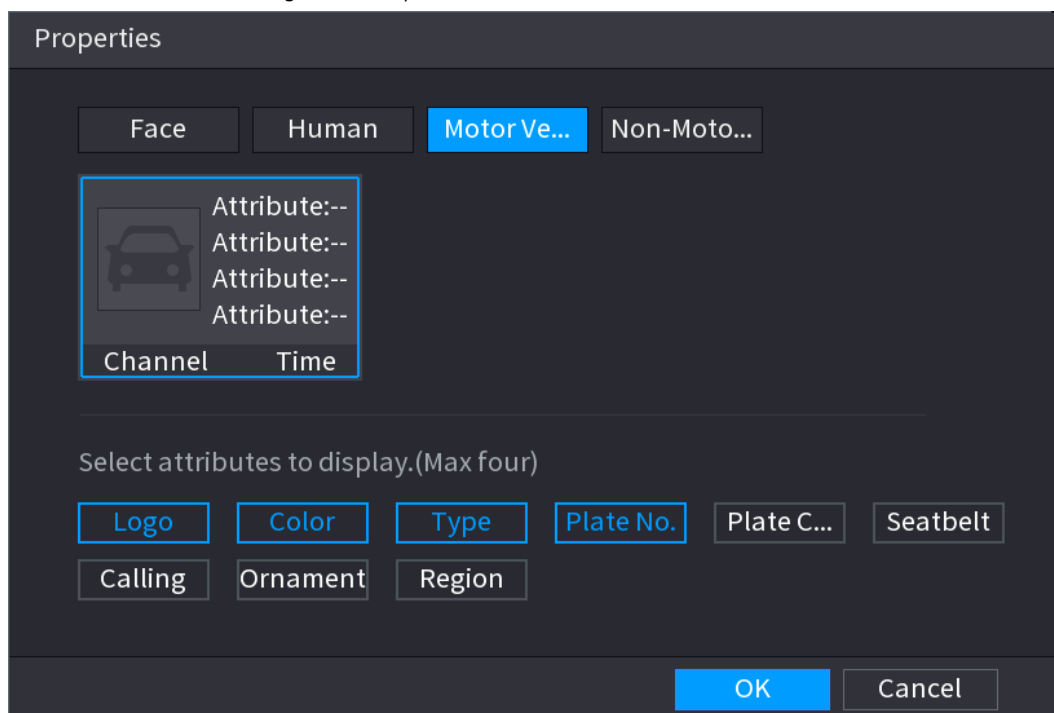 Properties
Face Human Motor Ve... Non-Moto...
Attribute:--
Attribute:--
Attribute:--
Attribute:--
Channel Time
Select attributes to display.(Max four)
Logo Color Type Plate No. Plate C... Seatbelt
Calling Ornament Region
OK Cancel